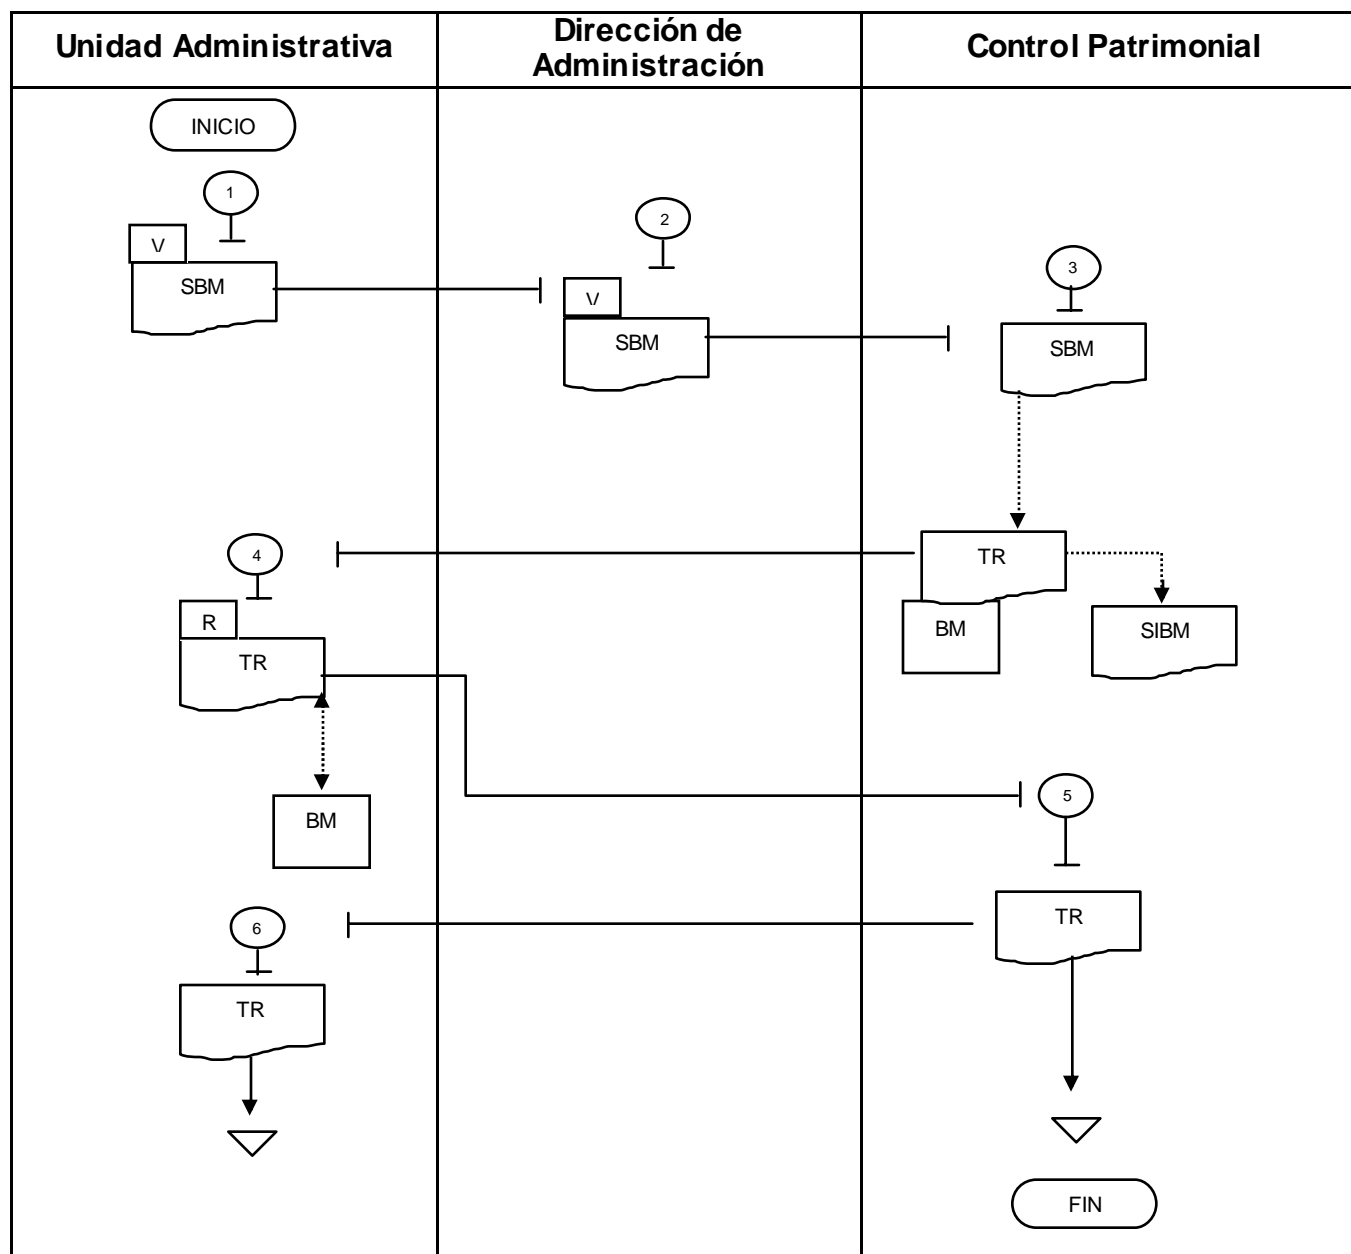 Unidad Administrativa
Dirección de
Administración
Control Patrimonial
INICIO
1
V
SBM
2
V
SBM
3
SBM
4
R
TR
BM
TR
BM
SIBM
5
TR
6
TR
FIN